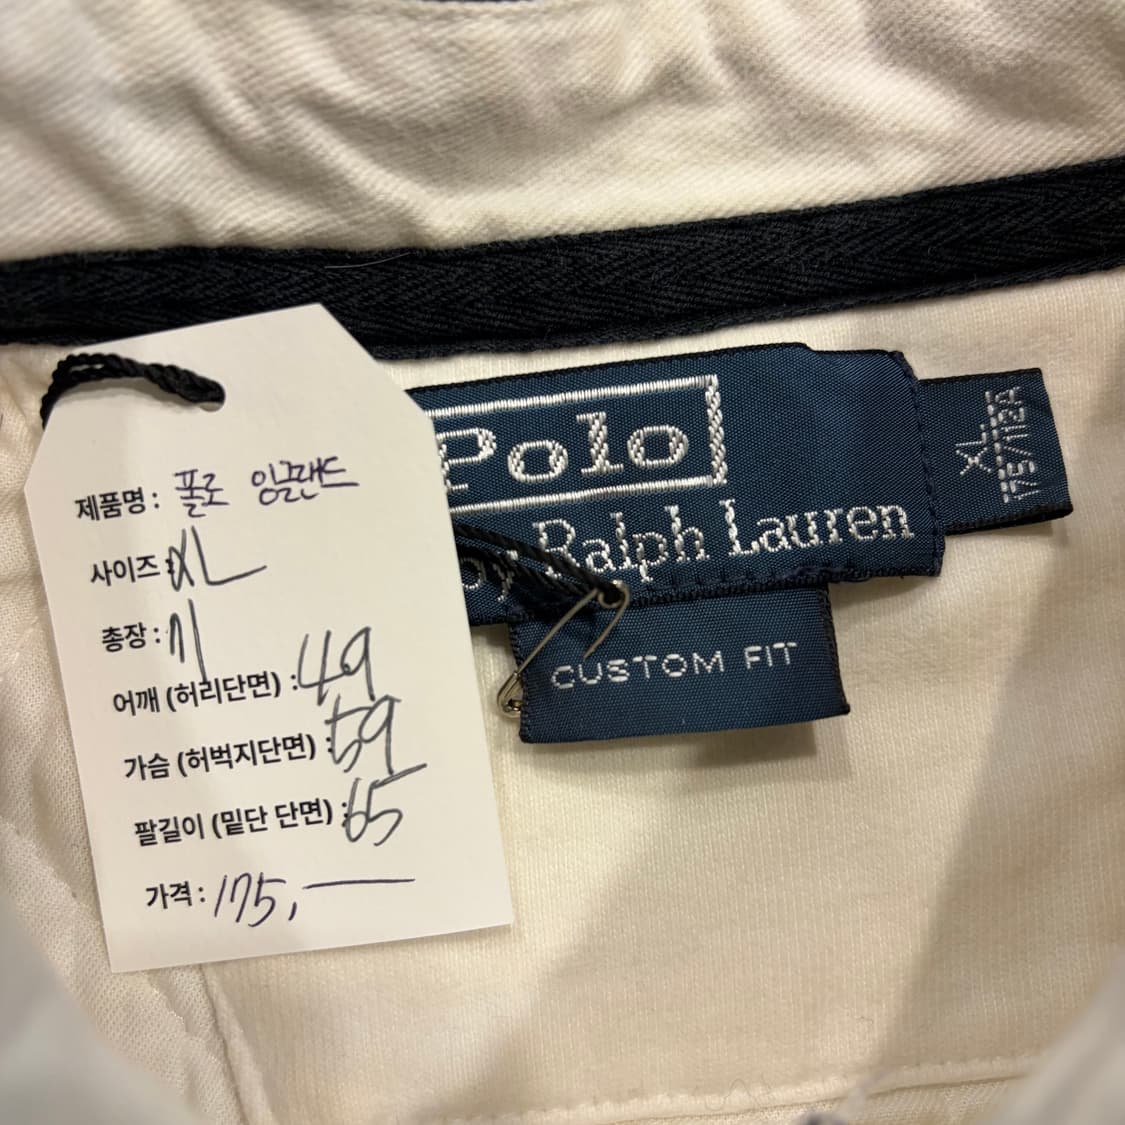 제품명 : 폴로 잉글랜드
사이즈 : XL
총장 : 71
어깨 (허리단면) : 49
가슴 (허벅지단면) : 59
팔길이 (밑단 단면) : 65
가격 : 175,
Polo
by Ralph Lauren
CUSTOM FIT
XL
175/112A